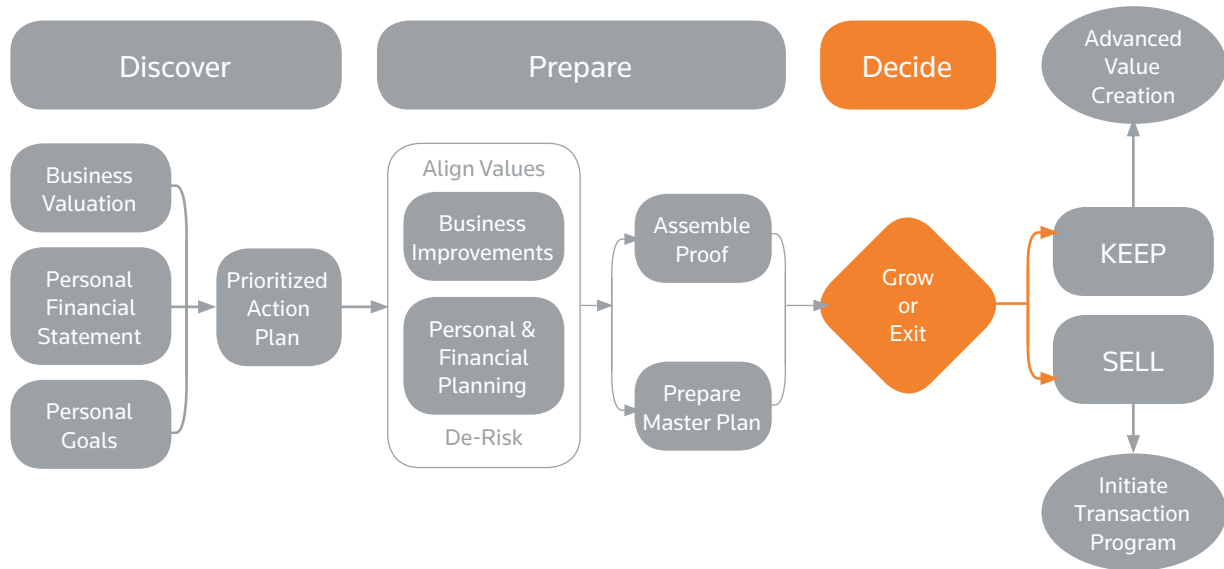 Discover
Prepare
Decide
Advanced
Value
Creation
Business
Valuation
Personal
Financial
Statement
Personal
Goals
Prioritized
Action
Plan
Align Values
Business
Improvements
Personal &
Financial
Planning
De-Risk
Assemble
Proof
Prepare
Master Plan
Grow
or
Exit
KEEP
SELL
Initiate
Transaction
Program